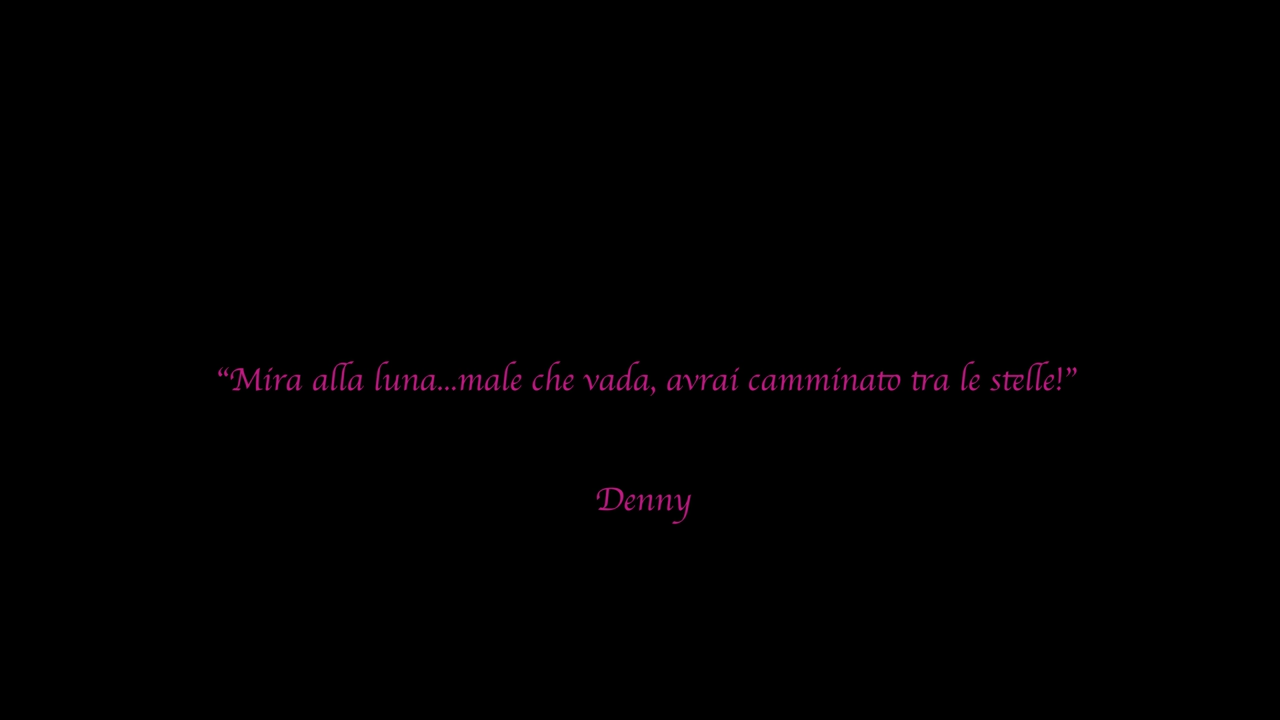 “Mira alla luna...male che vada, avrai camminato tra le stelle!”
Denny